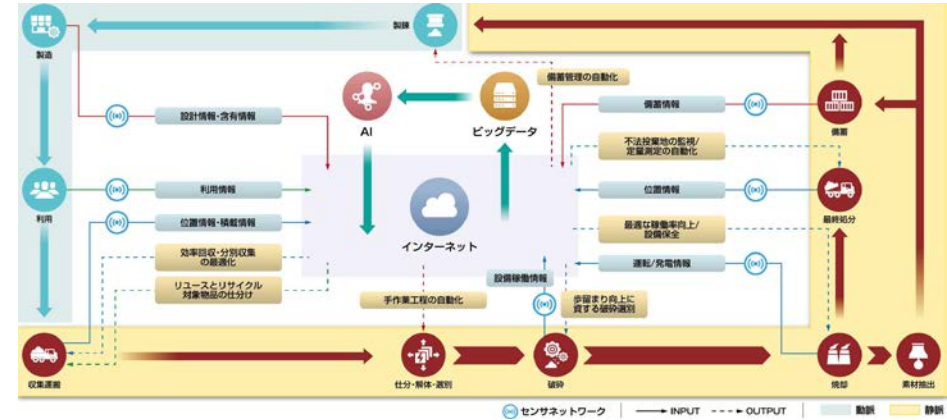 製錬
製造
備蓄管理の自動化
AI
ビッグデータ
備蓄情報
備蓄
設計情報・含有情報
不法投棄地の監視/
定量測定の自動化
利用情報
位置情報
利用
最終処分
位置情報・積載情報
最適な稼働率向上/
設備保全
インターネット
効率回収・分別収集
の最適化
設備稼働情報
運転/発電情報
リユースとリサイクル
対象物品の仕分け
手作業工程の自動化
歩留まり向上に
資する破砕選別
収集運搬
仕分・解体・選別
破砕
焼却
素材抽出
センサネットワーク
INPUT
OUTPUT
動脈
静脈